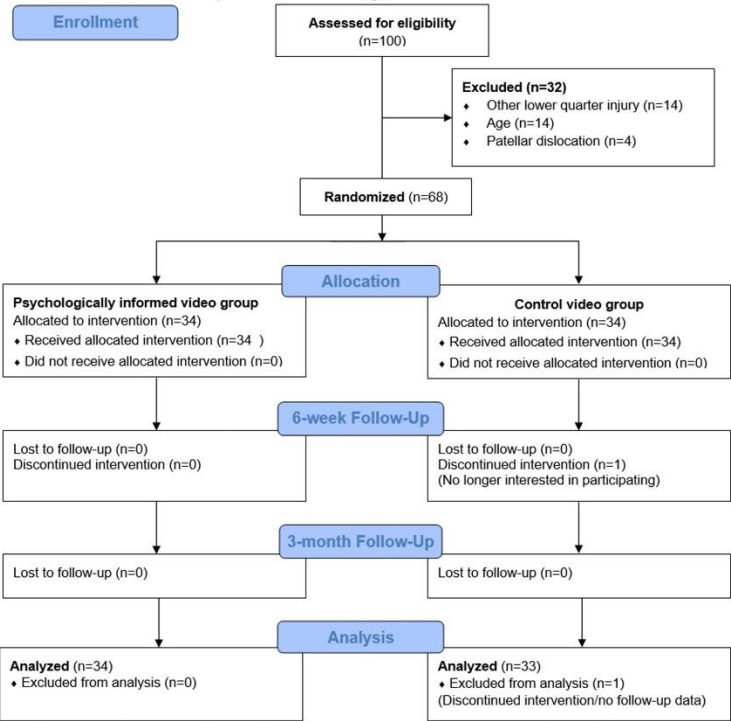 Enrollment
Assessed for eligibility
(n=100)
Excluded (n=32)
♦ Other lower quarter injury (n=14)
♦ Age (n=14)
♦ Patellar dislocation (n=4)
Randomized (n=68)
Allocation
Psychologically informed video group
Allocated to intervention (n=34)
♦ Received allocated intervention (n=34 )
♦ Did not receive allocated intervention (n=0)
Control video group
Allocated to intervention (n=34)
♦ Received allocated intervention (n=34)
♦ Did not receive allocated intervention (n=0)
6-week Follow-Up
Lost to follow-up (n=0)
Discontinued intervention (n=0)
Lost to follow-up (n=0)
Discontinued intervention (n=1)
(No longer interested in participating)
3-month Follow-Up
Lost to follow-up (n=0)
Lost to follow-up (n=0)
Analysis
Analyzed (n=34)
♦ Excluded from analysis (n=0)
Analyzed (n=33)
♦ Excluded from analysis (n=1)
(Discontinued intervention/no follow-up data)